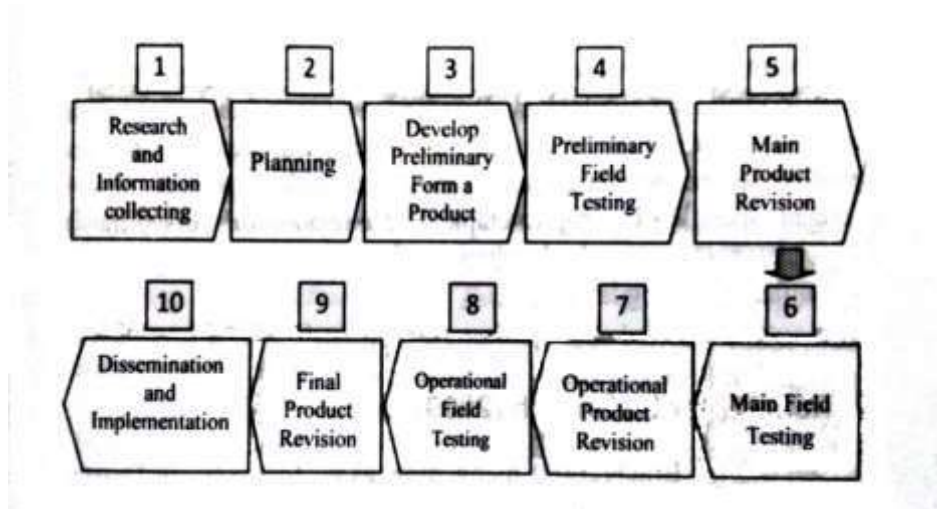 1
Research
and
Information
collecting
2
Planning
3
Develop
Preliminary
Form a
Product
4
Preliminary
Field
Testing
5
Main
Product
Revision
6
Main Field
Testing
7
Operational
Product
Revision
8
Operational
Field
Testing
9
Final
Product
Revision
10
Dissemination
and
Implementation